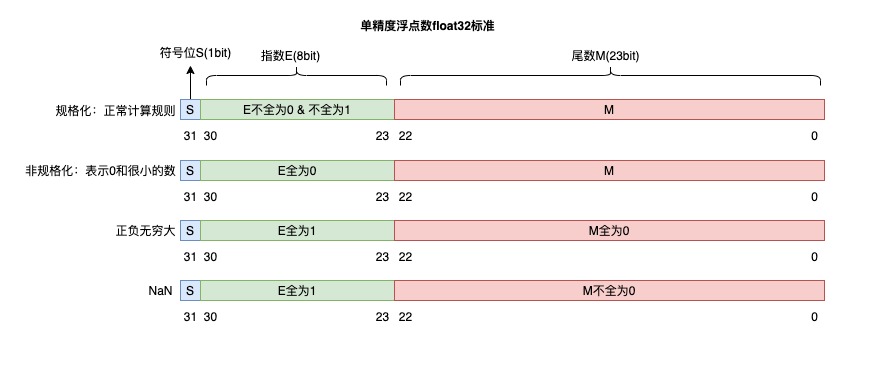 单精度浮点数float32标准
符号位S(1bit)
指数E(8bit)
尾数M(23bit)
规格化：正常计算规则 S E不全为0 & 不全为1 M
31 30 23 22 0
非规格化：表示0和很小的数 S E全为0 M
31 30 23 22 0
正负无穷大 S E全为1 M全为0
31 30 23 22 0
NaN S E全为1 M不全为0
31 30 23 22 0